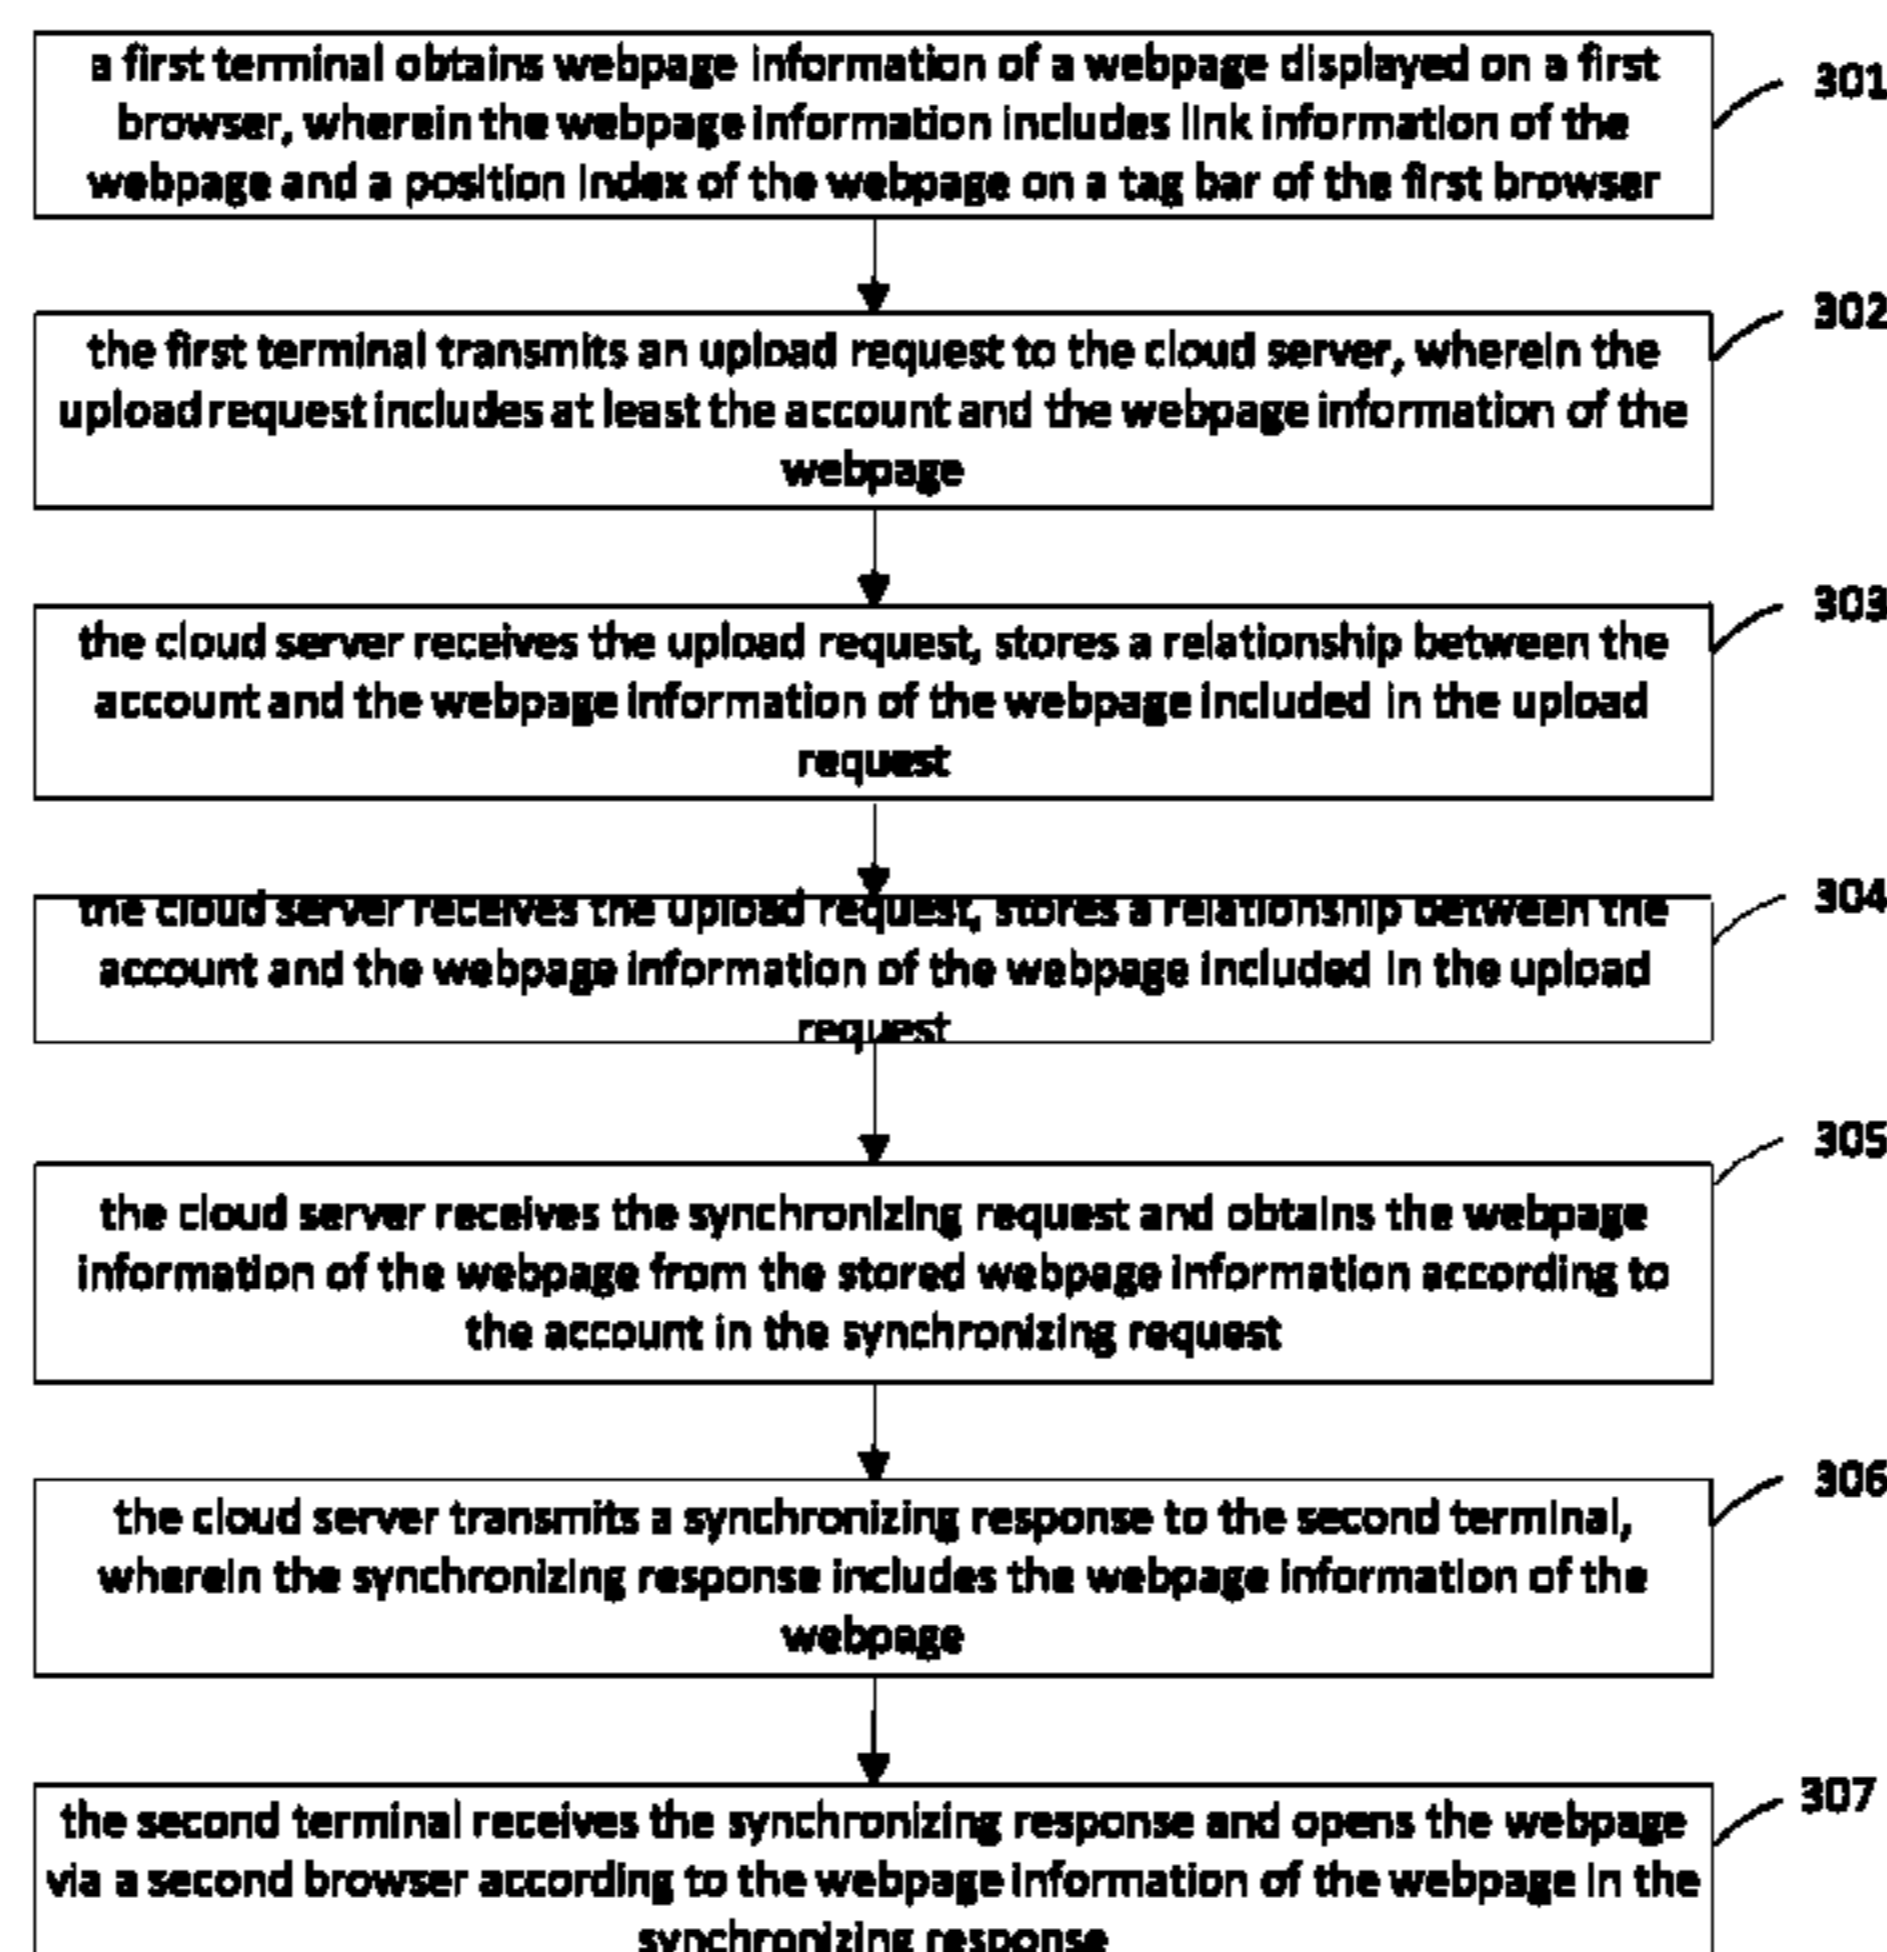 a first terminal obtains webpage information of a webpage displayed on a first
browser, wherein the webpage information includes link information of the
webpage and a position index of the webpage on a tag bar of the first browser
301
the first terminal transmits an upload request to the cloud server, wherein the
upload request includes at least the account and the webpage information of the
webpage
302
the cloud server receives the upload request, stores a relationship between the
account and the webpage information of the webpage included in the upload
request
303
the cloud server receives the upload request, stores a relationship between the
account and the webpage information of the webpage included in the upload
request
304
the cloud server receives the synchronizing request and obtains the webpage
information of the webpage from the stored webpage information according to
the account in the synchronizing request
305
the cloud server transmits a synchronizing response to the second terminal,
wherein the synchronizing response includes the webpage information of the
webpage
306
the second terminal receives the synchronizing response and opens the webpage
via a second browser according to the webpage information of the webpage in the
synchronizing response
307